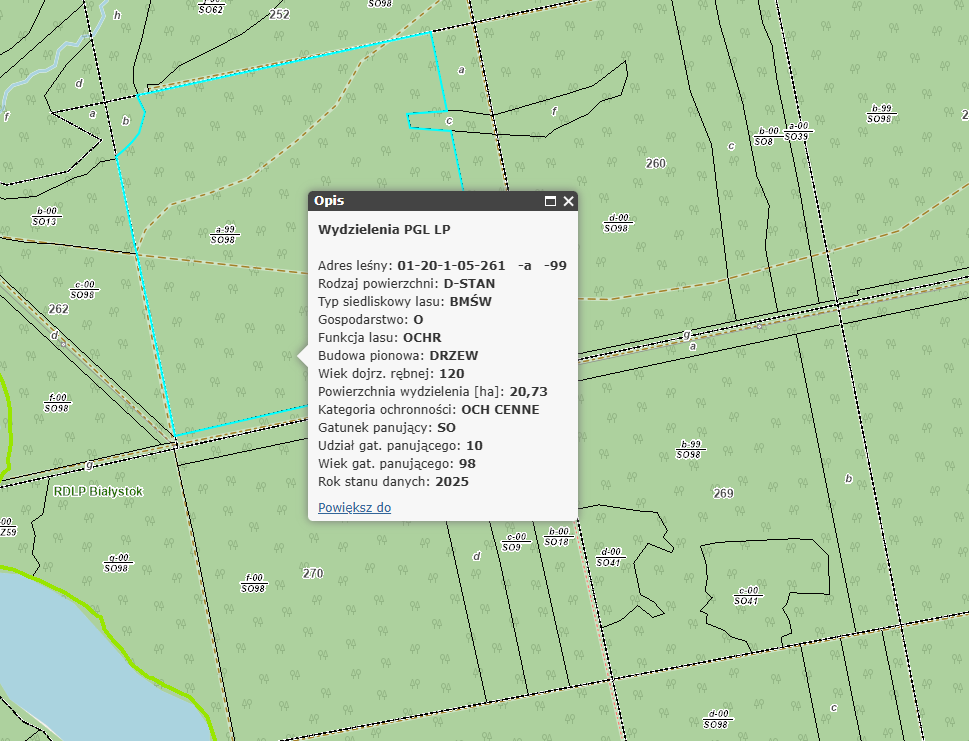 SO62
252
SO98
h
d
a
b
f
a
c
f
b-99
SO98
b-00
SO8
a-00
SO39
c
260
b-00
SO13
a-99
SO98
d-00
SO98
Opis
Wydzielenia PGL LP
Adres leśny: 01-20-1-05-261 -a -99
Rodzaj powierzchni: D-STAN
Typ siedliskowy lasu: BMŚW
Gospodarstwo: O
Funkcja lasu: OCHR
Budowa pionowa: DRZEW
Wiek dojrz. rębnej: 120
Powierzchnia wydzielenia [ha]: 20,73
Kategoria ochronności: OCH CENNE
Gatunek panujący: SO
Udział gat. panującego: 10
Wiek gat. panującego: 98
Rok stanu danych: 2025
Powiększ do
c-00
SO98
262
d
g
a
f-00
SO98
b-99
SO98
g
b
RDLP Białystok
269
-00
Z59
g-00
SO98
f-00
SO98
270
d
c-00
SO9
b-00
SO18
d-00
SO41
c-00
SO41
d-00
SO98
c